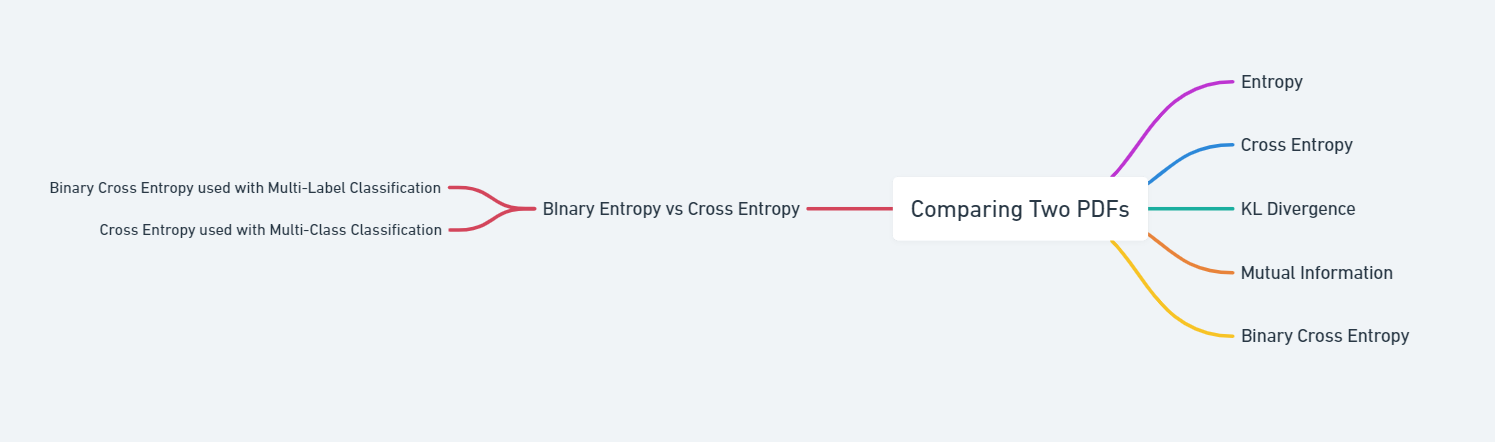 Comparing Two PDFs
Entropy
Cross Entropy
KL Divergence
Mutual Information
Binary Cross Entropy
BInary Entropy vs Cross Entropy
Binary Cross Entropy used with Multi-Label Classification
Cross Entropy used with Multi-Class Classification